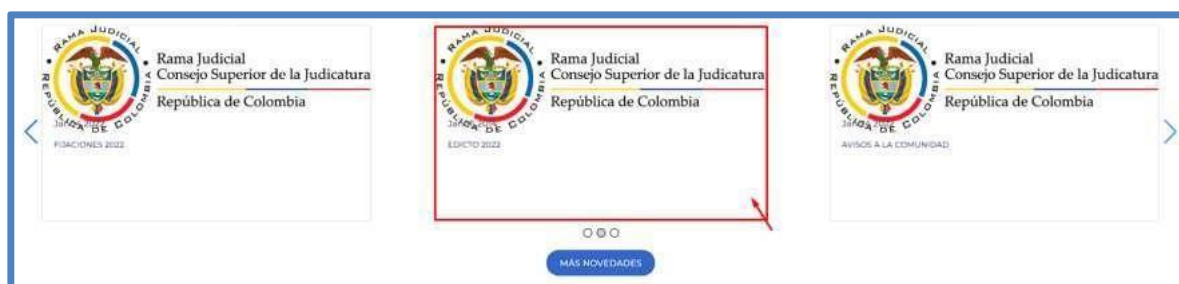 RAMA JUDICIAL
REPÚBLICA DE COLOMBIA
Rama Judicial
Consejo Superior de la Judicatura
República de Colombia
FIJACIONES 2022
RAMA JUDICIAL
REPÚBLICA DE COLOMBIA
Rama Judicial
Consejo Superior de la Judicatura
República de Colombia
EDICTO 2022
RAMA JUDICIAL
REPÚBLICA DE COLOMBIA
Rama Judicial
Consejo Superior de la Judicatura
República de Colombia
AVISOS A LA COMUNIDAD
MÁS NOVEDADES